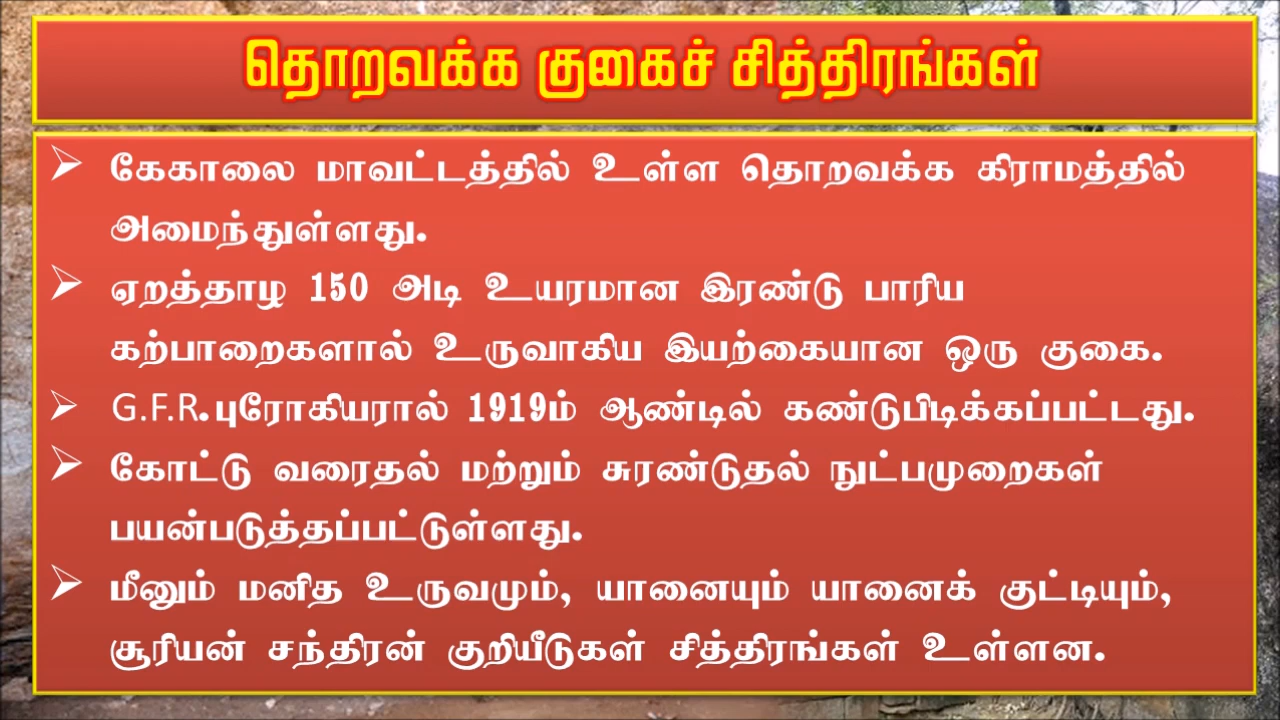 தொறவக்க குகைச் சித்திரங்கள்
➢ கேகாலை மாவட்டத்தில் உள்ள தொறவக்க கிராமத்தில்
அமைந்துள்ளது.
➢ ஏறத்தாழ 150 அடி உயரமான இரண்டு பாரிய
கற்பாறைகளால் உருவாகிய இயற்கையான ஒரு குகை.
➢ G.F.R.புரோகியரால் 1919ம் ஆண்டில் கண்டுபிடிக்கப்பட்டது.
➢ கோட்டு வரைதல் மற்றும் சுரண்டுதல் நுட்பமுறைகள்
பயன்படுத்தப்பட்டுள்ளது.
➢ மீனும் மனித உருவமும், யானையும் யானைக் குட்டியும்,
சூரியன் சந்திரன் குறியீடுகள் சித்திரங்கள் உள்ளன.